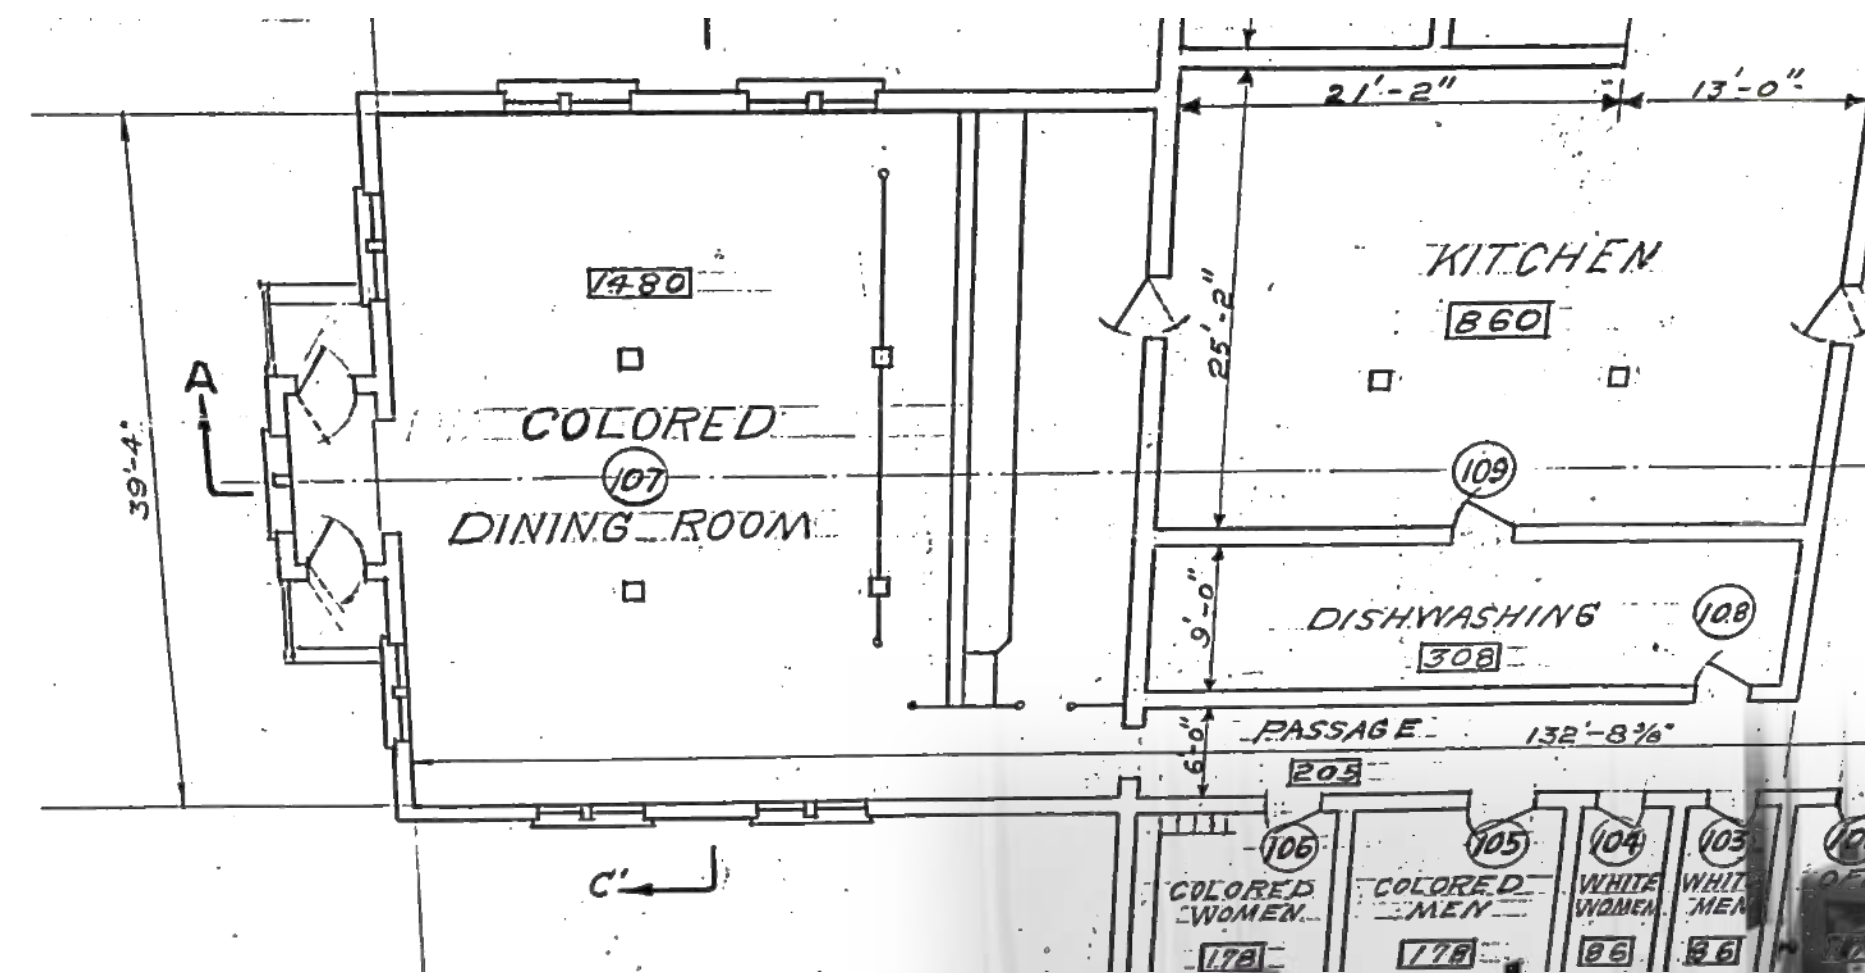 21'-2"
13'-0"
1480
KITCHEN
860
25'-2"
A
39'-4"
COLORED
107
DINING ROOM
109
9'-0"
DISHWASHING
108
308
6'-0"
PASSAGE
132'-8⅜"
205
C'
106
105
104
103
COLORED
WOMEN
COLORED
MEN
WHITE
WOMEN
WHITE
MEN
178
178
86
86